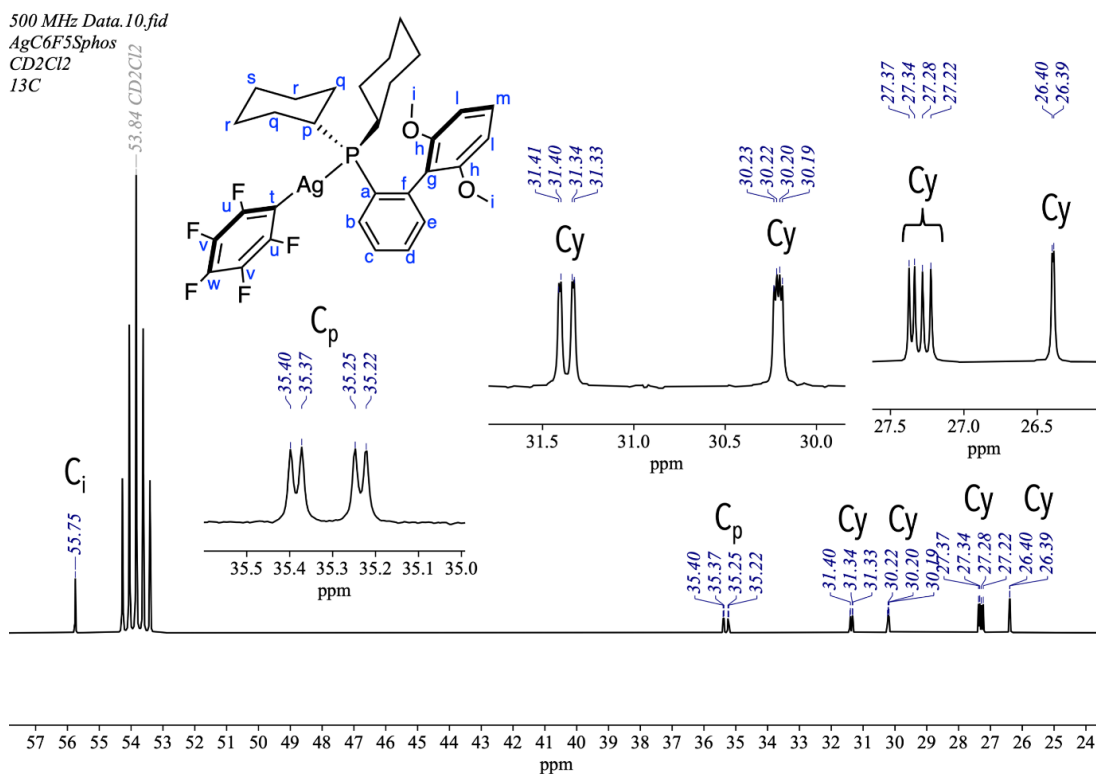 500 MHz Data.10.fid
AgC6F5Sphos
CD2Cl2
13C
53.84 CD2Cl2
s r q
r q p
P
Ag
a b c d e f g
h i l m
h i l
O
O
t u v w
u v
F F F F F
C_i
55.75
C_p
35.40
35.37
35.25
35.22
35.5 35.4 35.3 35.2 35.1 35.0
ppm
31.41
31.40
31.34
31.33
Cy
30.23
30.22
30.20
30.19
Cy
31.5 31.0 30.5 30.0
ppm
27.37
27.34
27.28
27.22
Cy
26.40
26.39
Cy
27.5 27.0 26.5
ppm
C_p
35.40
35.37
35.25
35.22
Cy
31.40
31.34
31.33
Cy
30.22
30.20
30.19
Cy
27.37
27.34
27.28
27.22
Cy
26.40
26.39
57 56 55 54 53 52 51 50 49 48 47 46 45 44 43 42 41 40 39 38 37 36 35 34 33 32 31 30 29 28 27 26 25 24
ppm